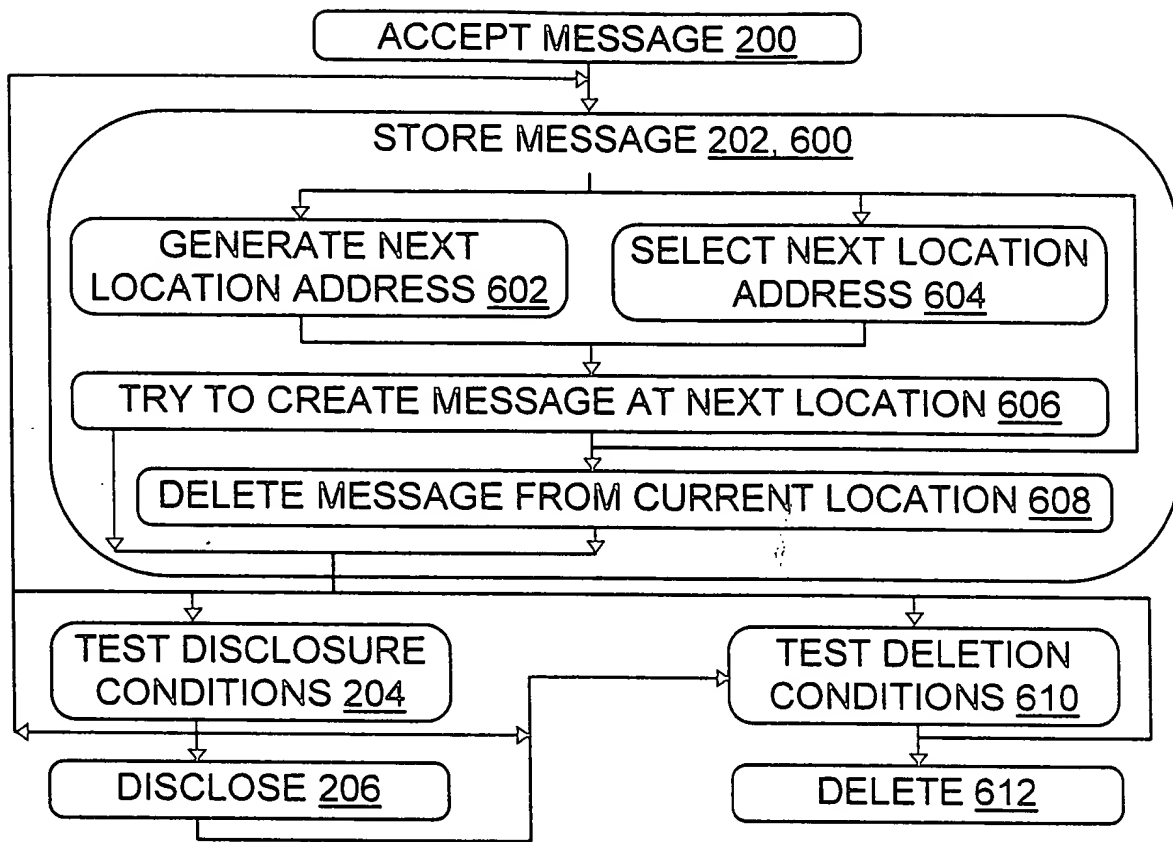 ACCEPT MESSAGE 200
STORE MESSAGE 202, 600
GENERATE NEXT
LOCATION ADDRESS 602
SELECT NEXT LOCATION
ADDRESS 604
TRY TO CREATE MESSAGE AT NEXT LOCATION 606
DELETE MESSAGE FROM CURRENT LOCATION 608
TEST DISCLOSURE
CONDITIONS 204
TEST DELETION
CONDITIONS 610
DISCLOSE 206
DELETE 612